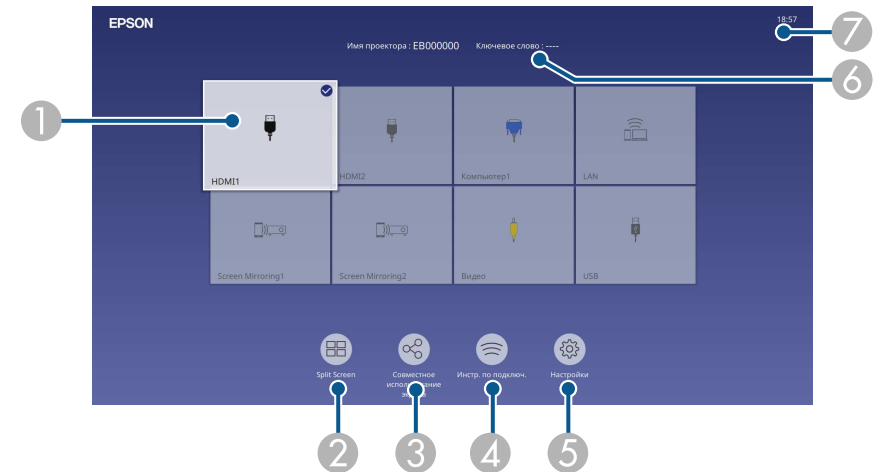 EPSON
18:57
7
Имя проектора : EB000000 Ключевое слово : ----
6
1
HDMI1
HDMI2
Компьютер1
LAN
Screen Mirroring1
Screen Mirroring2
Видео
USB
Split Screen
Совместное
использование
экрана
Инстр. по подключ.
Настройки
2
3
4
5